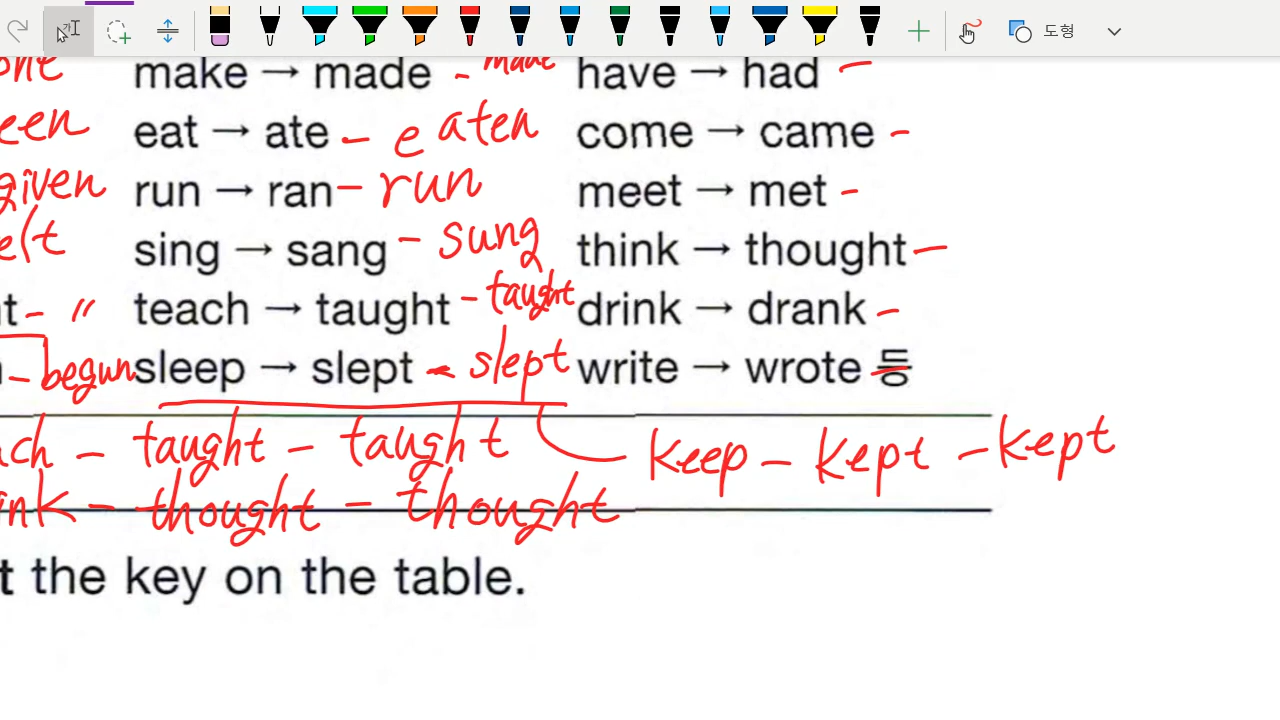 도형
one make → made - made have → had -
een eat → ate - eaten come → came -
given run → ran - run meet → met -
elt sing → sang - sung think → thought -
t - 〃 teach → taught - taught drink → drank -
- begun sleep → slept - slept write → wrote 등
ach - taught - taught keep - kept - kept
ink - thought - thought
t the key on the table.